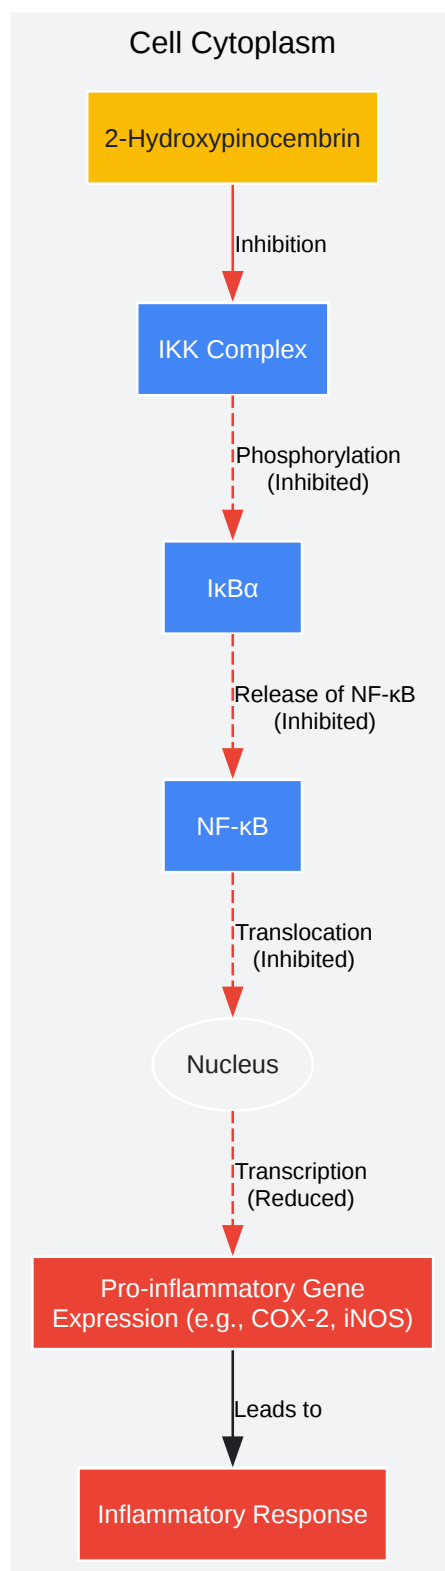 Cell Cytoplasm
2-Hydroxypinocembrin
Inhibition
IKK Complex
Phosphorylation
(Inhibited)
IκBα
Release of NF-κB
(Inhibited)
NF-κB
Translocation
(Inhibited)
Nucleus
Transcription
(Reduced)
Pro-inflammatory Gene
Expression (e.g., COX-2, iNOS)
Leads to
Inflammatory Response